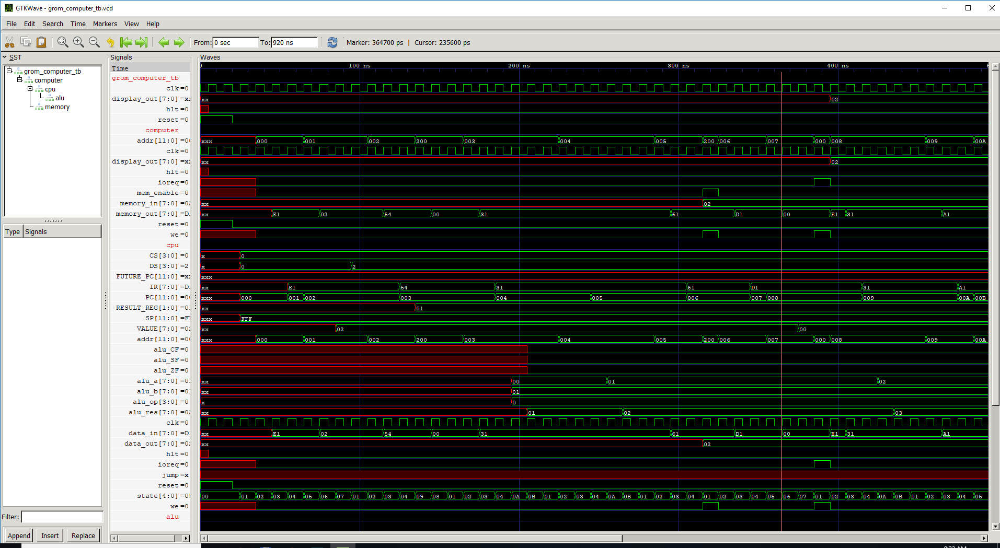 GTKWave - grom_computer_tb.vcd
File Edit Search Time Markers View Help
From: 0 sec To: 920 ns Marker: 364700 ps | Cursor: 235600 ps
SST
grom_computer_tb
computer
cpu
alu
memory
Type Signals
Filter:
Append Insert Replace
Signals
Time
grom_computer_tb
clk=0
display_out[7:0]=xx
hlt=0
reset=0
computer
addr[11:0]=00
clk=0
display_out[7:0]=xx
hlt=0
ioreq=0
mem_enable=0
memory_in[7:0]=02
memory_out[7:0]=D
reset=0
we=0
cpu
CS[3:0]=0
DS[3:0]=2
FUTURE_PC[11:0]=xx
IR[7:0]=D
PC[11:0]=00
RESULT_REG[1:0]=01
SP[11:0]=FF
VALUE[7:0]=02
addr[11:0]=00
alu_CF=0
alu_SF=0
alu_ZF=0
alu_a[7:0]=01
alu_b[7:0]=01
alu_op[3:0]=0
alu_res[7:0]=02
clk=0
data_in[7:0]=D
data_out[7:0]=02
hlt=0
ioreq=0
jump=x
reset=0
state[4:0]=05
we=0
alu
Waves
0 100 ns 200 ns 300 ns 400 ns
xx 02
xxx 000 001 002 200 003 004 005 200 006 007 000 008 009 00A
xx 02
xx 02
xx E1 02 54 00 31 61 D1 00 E1 31 A1
x 0
x 0 2
xxx
xx E1 54 31 61 D1 31 A1
xxx 000 001 002 003 004 005 006 007 008 009 00A 00B
xx 01
xxx FFF
xx 02 00
xxx 000 001 002 200 003 004 005 200 006 007 000 008 009 00A
xx 00 01 02
xx 01
x 0
xx 01 02 03
xx E1 02 54 00 31 61 D1 00 E1 31 A1
xx 02
00 01 02 03 04 05 06 07 01 02 03 04 09 08 01 02 03 04 0A 0B 01 02 03 04 0A 0B 01 02 03 04 01 02 03 04 05 06 07 01 02 03 04 0A 0B 01 02 03 04 05